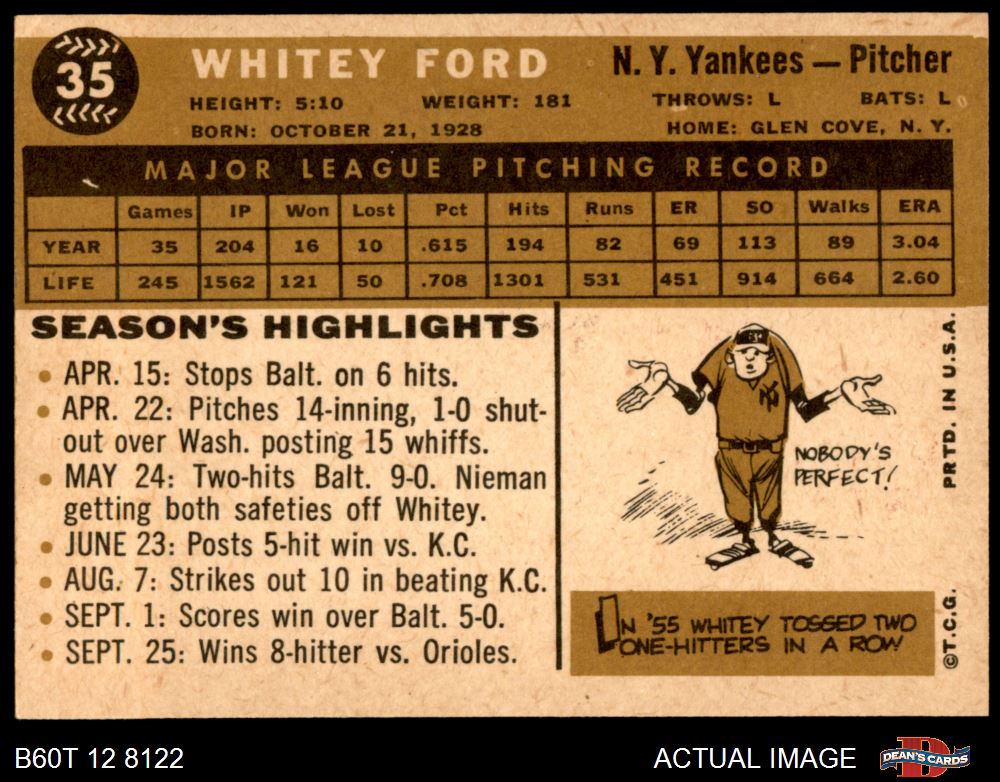 35
WHITEY FORD
N. Y. Yankees — Pitcher
HEIGHT: 5:10 WEIGHT: 181 THROWS: L BATS: L
BORN: OCTOBER 21, 1928 HOME: GLEN COVE, N. Y.
MAJOR LEAGUE PITCHING RECORD
Games IP Won Lost Pct Hits Runs ER SO Walks ERA
YEAR 35 204 16 10 .615 194 82 69 113 89 3.04
LIFE 245 1562 121 50 .708 1301 531 451 914 664 2.60
SEASON'S HIGHLIGHTS
• APR. 15: Stops Balt. on 6 hits.
• APR. 22: Pitches 14-inning, 1-0 shut-
out over Wash. posting 15 whiffs.
• MAY 24: Two-hits Balt. 9-0. Nieman
getting both safeties off Whitey.
• JUNE 23: Posts 5-hit win vs. K.C.
• AUG. 7: Strikes out 10 in beating K.C.
• SEPT. 1: Scores win over Balt. 5-0.
• SEPT. 25: Wins 8-hitter vs. Orioles.
NY
NOBODY'S
PERFECT!
IN '55 WHITEY TOSSED TWO
ONE-HITTERS IN A ROW
PRTD. IN U.S.A.
©T.C.G.
B60T 12 8122
ACTUAL IMAGE
DEAN'S CARDS